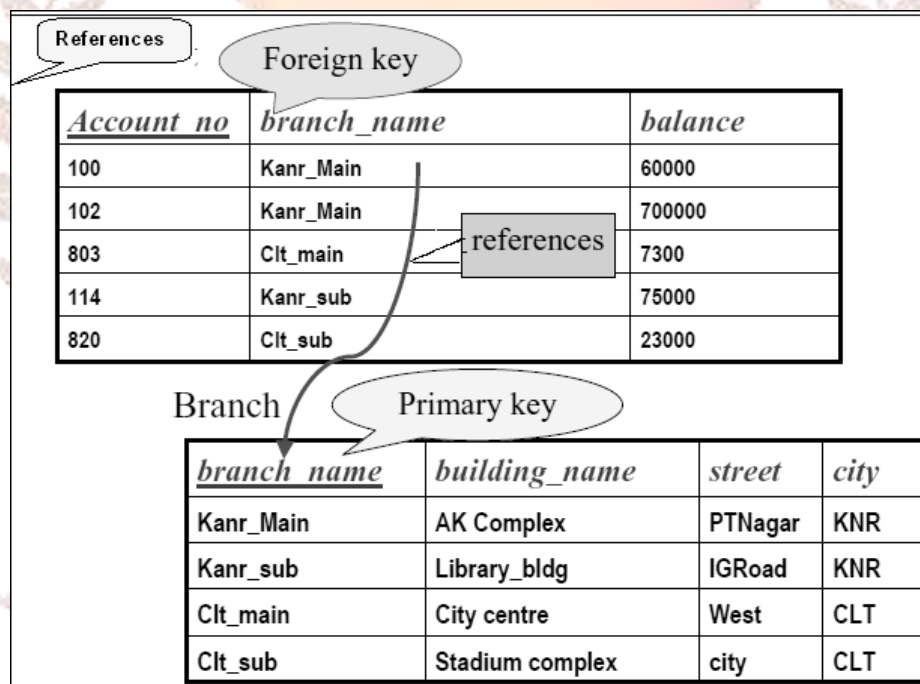 References
Foreign key
Account_no branch_name balance
100 Kanr_Main 60000
102 Kanr_Main 700000
803 Clt_main 7300
114 Kanr_sub 75000
820 Clt_sub 23000
references
Branch
Primary key
branch_name building_name street city
Kanr_Main AK Complex PTNagar KNR
Kanr_sub Library_bldg IGRoad KNR
Clt_main City centre West CLT
Clt_sub Stadium complex city CLT